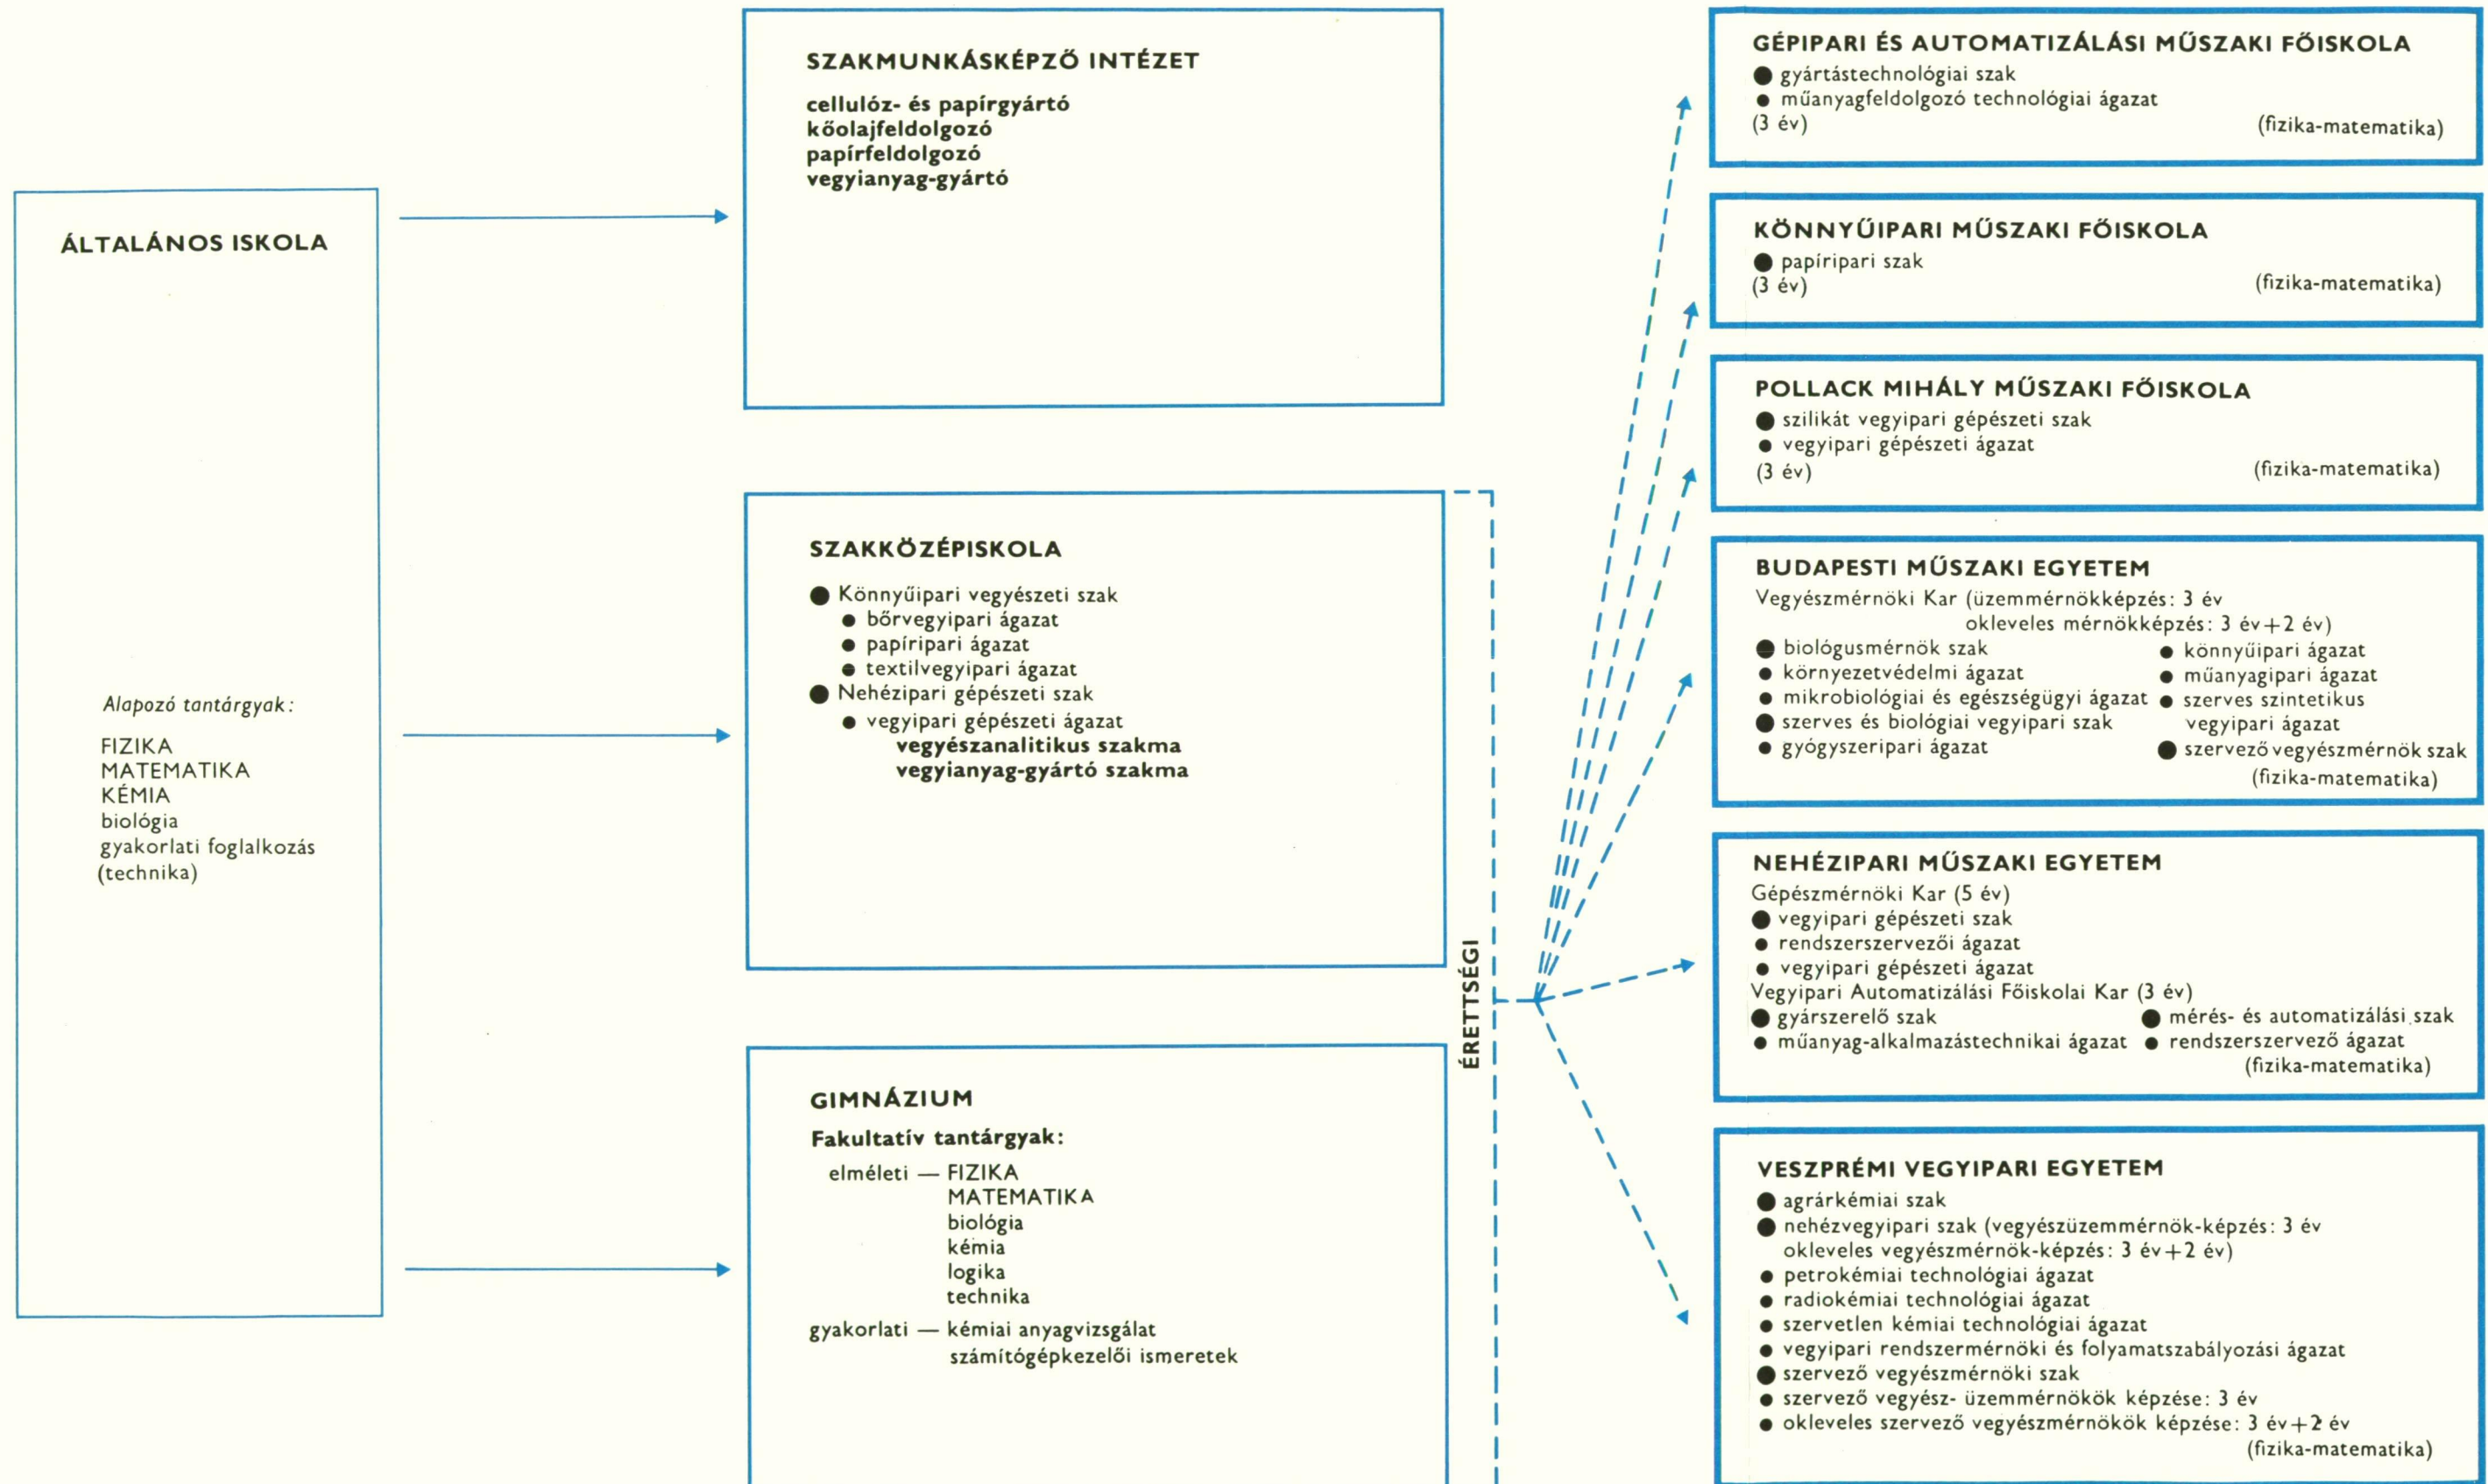 ÁLTALÁNOS ISKOLA
Alapozó tantárgyak:
FIZIKA
MATEMATIKA
KÉMIA
biológia
gyakorlati foglalkozás
(technika)
SZAKMUNKÁSKÉPZŐ INTÉZET
cellulóz- és papírgyártó
kőolajfeldolgozó
papírfeldolgozó
vegyianyag-gyártó
SZAKKÖZÉPISKOLA
● Könnyűipari vegyészeti szak
● bőrvegyipari ágazat
● papíripari ágazat
● textilvegyipari ágazat
● Nehézipari gépészeti szak
● vegyipari gépészeti ágazat
vegyészanalitikus szakma
vegyianyag-gyártó szakma
GIMNÁZIUM
Fakultatív tantárgyak:
elméleti — FIZIKA
MATEMATIKA
biológia
kémia
logika
technika
gyakorlati — kémiai anyagvizsgálat
számítógépkezelői ismeretek
ÉRETTSÉGI
GÉPIPARI ÉS AUTOMATIZÁLÁSI MŰSZAKI FŐISKOLA
● gyártástechnológiai szak
● műanyagfeldolgozó technológiai ágazat
(3 év) (fizika-matematika)
KÖNNYŰIPARI MŰSZAKI FŐISKOLA
● papíripari szak
(3 év) (fizika-matematika)
POLLACK MIHÁLY MŰSZAKI FŐISKOLA
● szilikát vegyipari gépészeti szak
● vegyipari gépészeti ágazat
(3 év) (fizika-matematika)
BUDAPESTI MŰSZAKI EGYETEM
Vegyészmérnöki Kar (üzemmérnökképzés: 3 év
okleveles mérnökképzés: 3 év+2 év)
● biológusmérnök szak
● környezetvédelmi ágazat
● mikrobiológiai és egészségügyi ágazat
● szerves és biológiai vegyipari szak
● gyógyszeripari ágazat
● könnyűipari ágazat
● műanyagipari ágazat
● szerves szintetikus
vegyipari ágazat
● szervező vegyészmérnök szak
(fizika-matematika)
NEHÉZIPARI MŰSZAKI EGYETEM
Gépészmérnöki Kar (5 év)
● vegyipari gépészeti szak
● rendszerszervezői ágazat
● vegyipari gépészeti ágazat
Vegyipari Automatizálási Főiskolai Kar (3 év)
● gyárszerelő szak
● műanyag-alkalmazástechnikai ágazat
● mérés- és automatizálási szak
● rendszerszervező ágazat
(fizika-matematika)
VESZPRÉMI VEGYIPARI EGYETEM
● agrárkémiai szak
● nehézvegyipari szak (vegyészüzemmérnök-képzés: 3 év
okleveles vegyészmérnök-képzés: 3 év+2 év)
● petrokémiai technológiai ágazat
● radiokémiai technológiai ágazat
● szervetlen kémiai technológiai ágazat
● vegyipari rendszermérnöki és folyamatszabályozási ágazat
● szervező vegyészmérnöki szak
● szervező vegyész- üzemmérnökök képzése: 3 év
● okleveles szervező vegyészmérnökök képzése: 3 év+2 év
(fizika-matematika)